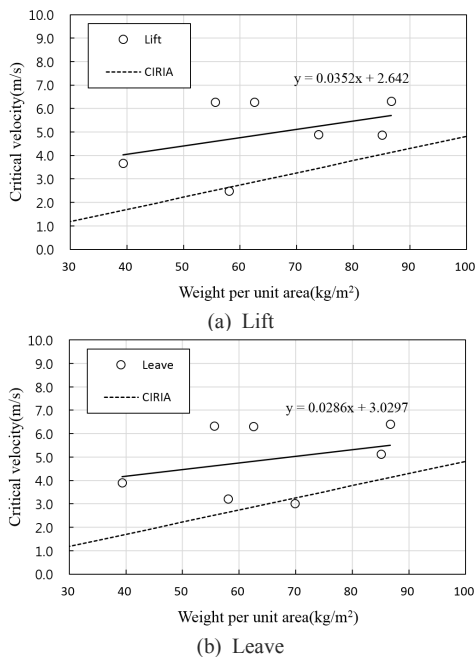 10.0
9.0
8.0
7.0
6.0
5.0
4.0
3.0
2.0
1.0
0.0
Critical velocity(m/s)
Lift
CIRIA
y = 0.0352x + 2.642
30 40 50 60 70 80 90 100
Weight per unit area(kg/m²)
(a) Lift
10.0
9.0
8.0
7.0
6.0
5.0
4.0
3.0
2.0
1.0
0.0
Critical velocity(m/s)
Leave
CIRIA
y = 0.0286x + 3.0297
30 40 50 60 70 80 90 100
Weight per unit area(kg/m²)
(b) Leave